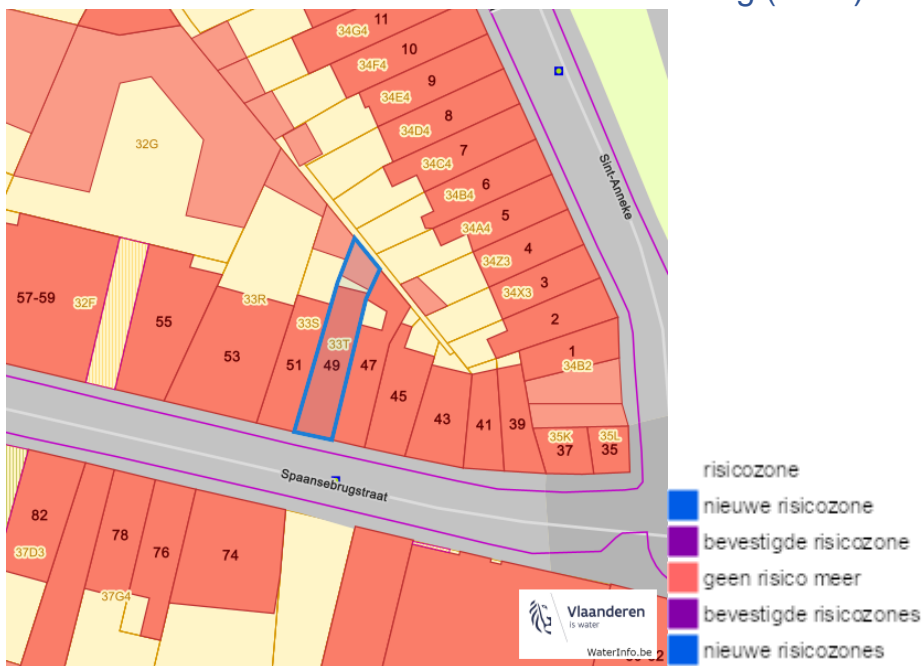 11
34G4
10
34F4
9
34E4
8
34D4
7
34C4
6
34B4
5
34A4
4
34Z3
3
34X3
2
1
34B2
Sint-Anneke
32G
57-59
32F
55
33R
53
33S
51
33T
49
47
45
43
41
39
35K
37
35L
35
Spaansebrugstraat
82
37D3
78
76
74
37G4
Vlaanderen
is water
WaterInfo.be
risicozone
nieuwe risicozone
bevestigde risicozone
geen risico meer
bevestigde risicozones
nieuwe risicozones